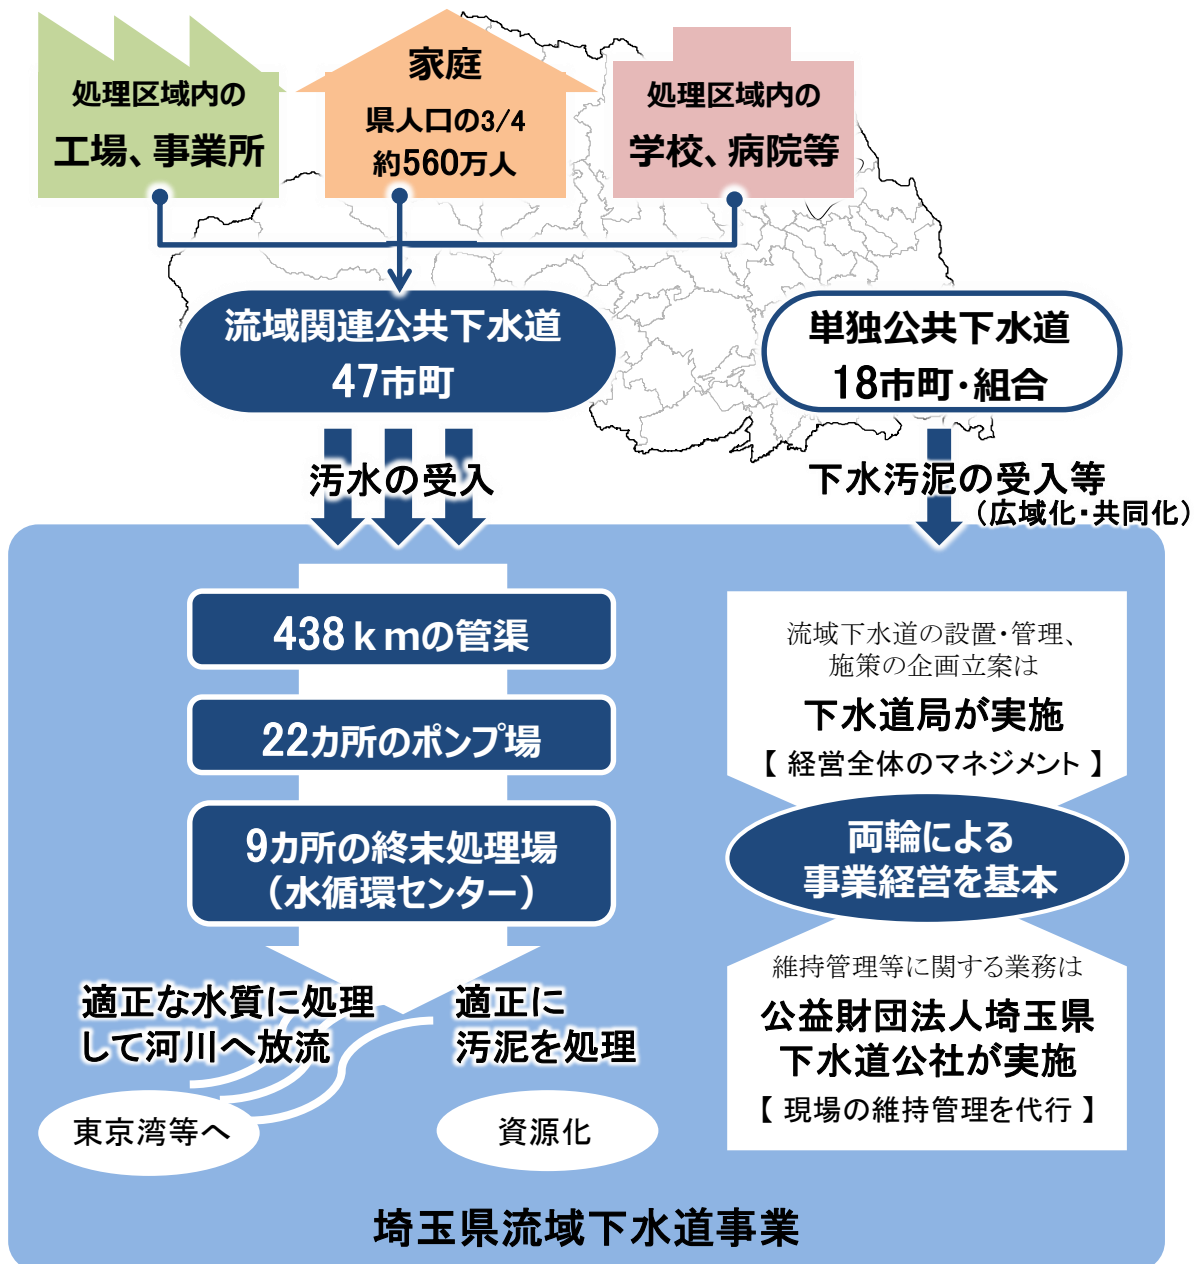 処理区域内の
工場、事業所
家庭
県人口の3/4
約560万人
処理区域内の
学校、病院等
流域関連公共下水道
47市町
単独公共下水道
18市町・組合
汚水の受入
下水汚泥の受入等
（広域化・共同化）
438ｋｍの管渠
22カ所のポンプ場
9カ所の終末処理場
（水循環センター）
適正な水質に処理
して河川へ放流
適正に
汚泥を処理
東京湾等へ
資源化
流域下水道の設置・管理、
施策の企画立案は
下水道局が実施
【 経営全体のマネジメント 】
両輪による
事業経営を基本
維持管理等に関する業務は
公益財団法人埼玉県
下水道公社が実施
【 現場の維持管理を代行 】
埼玉県流域下水道事業